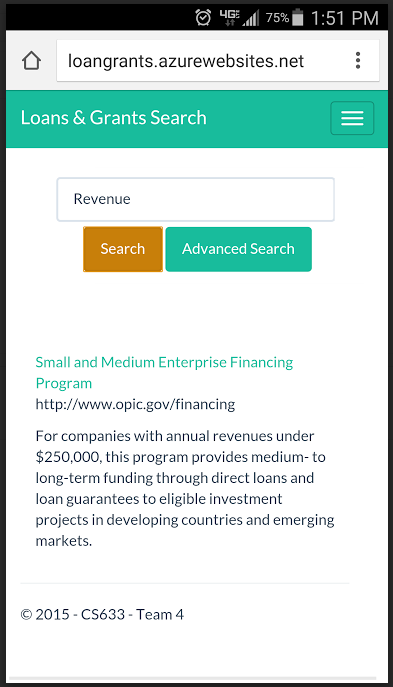 4G 75% 1:51 PM
loangrants.azurewebsites.net
Loans & Grants Search
Revenue
Search Advanced Search
Small and Medium Enterprise Financing
Program
http://www.opic.gov/financing
For companies with annual revenues under
$250,000, this program provides medium- to
long-term funding through direct loans and
loan guarantees to eligible investment
projects in developing countries and emerging
markets.
© 2015 - CS633 - Team 4